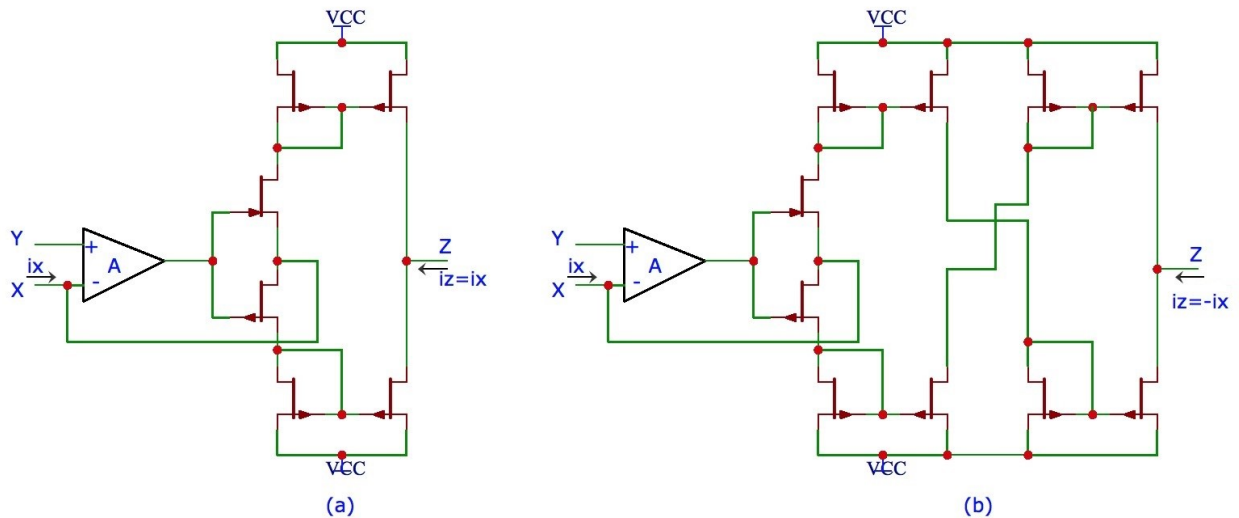 VCC
Y
+
A
ix
-
X
Z
iz=ix
VCC
(a)
VCC
Y
+
A
ix
-
X
Z
iz=-ix
VCC
(b)